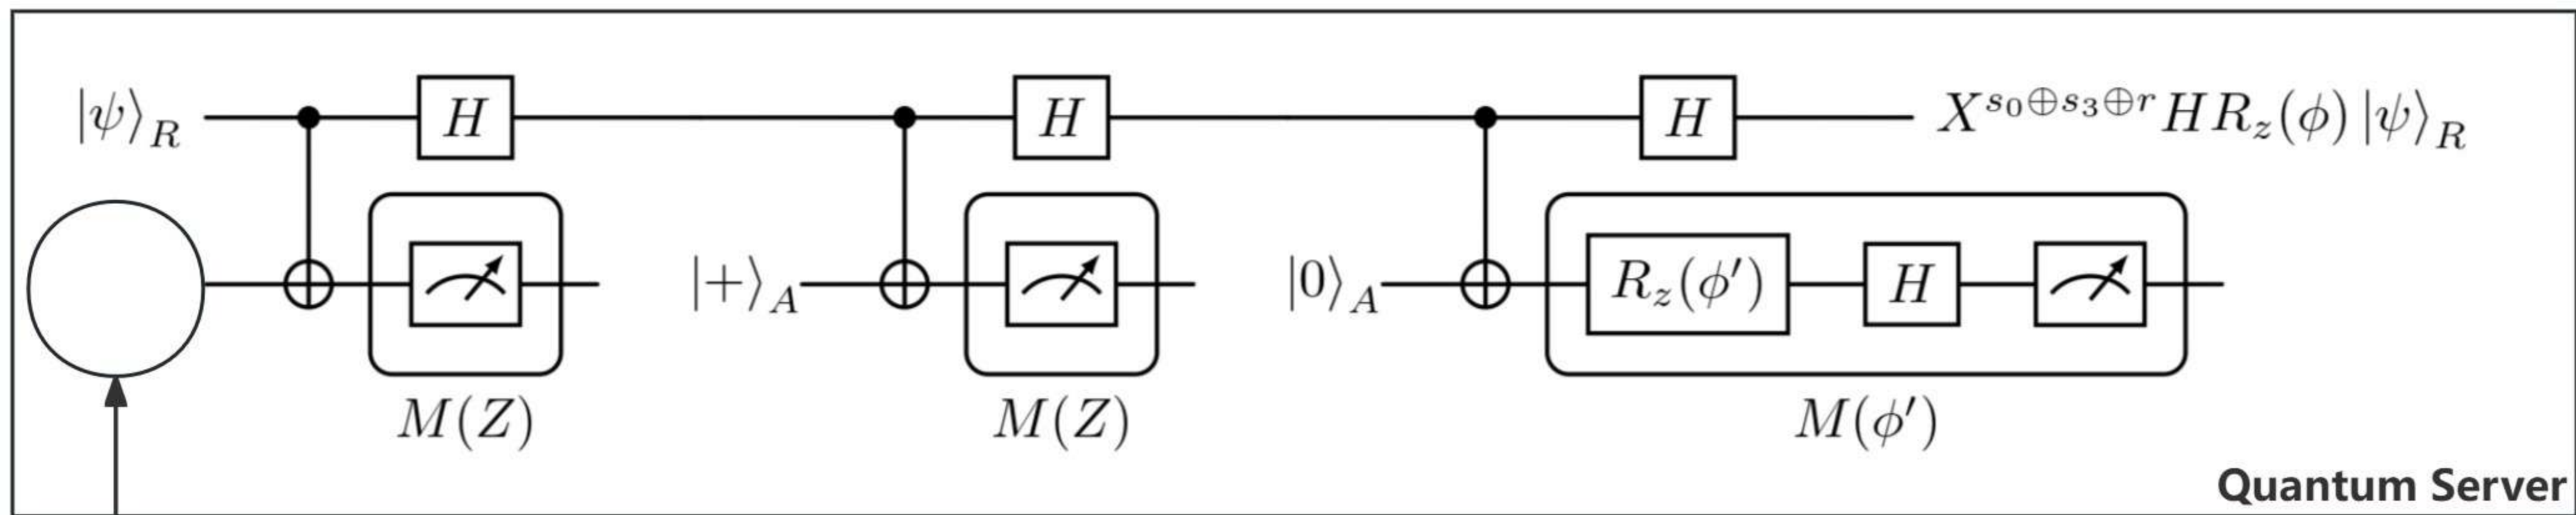 |ψ⟩_R H H H X^{s_0⊕s_3⊕r} H R_z(ϕ) |ψ⟩_R
|+⟩_A |0⟩_A R_z(ϕ′) H
M(Z) M(Z) M(ϕ′)
Quantum Server